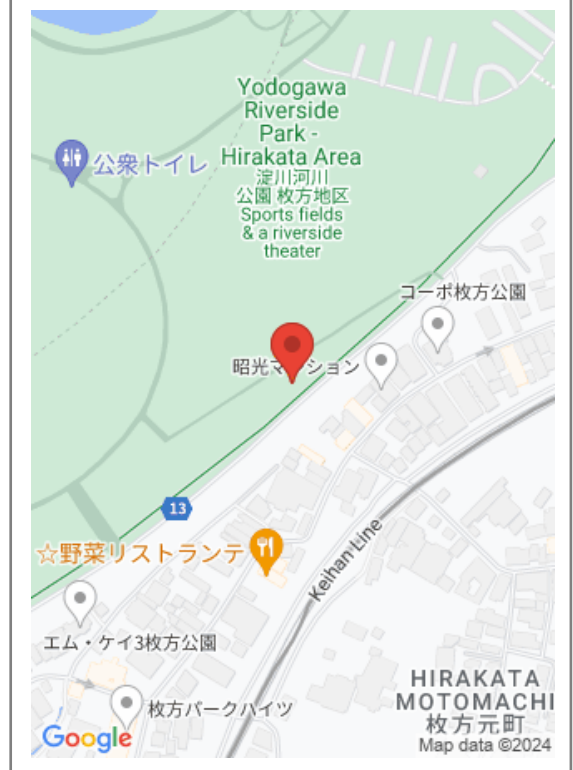 Yodogawa
Riverside
Park -
Hirakata Area
淀川河川
公園 枚方地区
Sports fields
& a riverside
theater
公衆トイレ
コーポ枚方公園
昭光マンション
13
☆野菜リストランテ
Keihan Line
エム・ケイ3枚方公園
枚方パークハイツ
HIRAKATA
MOTOMACHI
枚方元町
Google
Map data ©2024